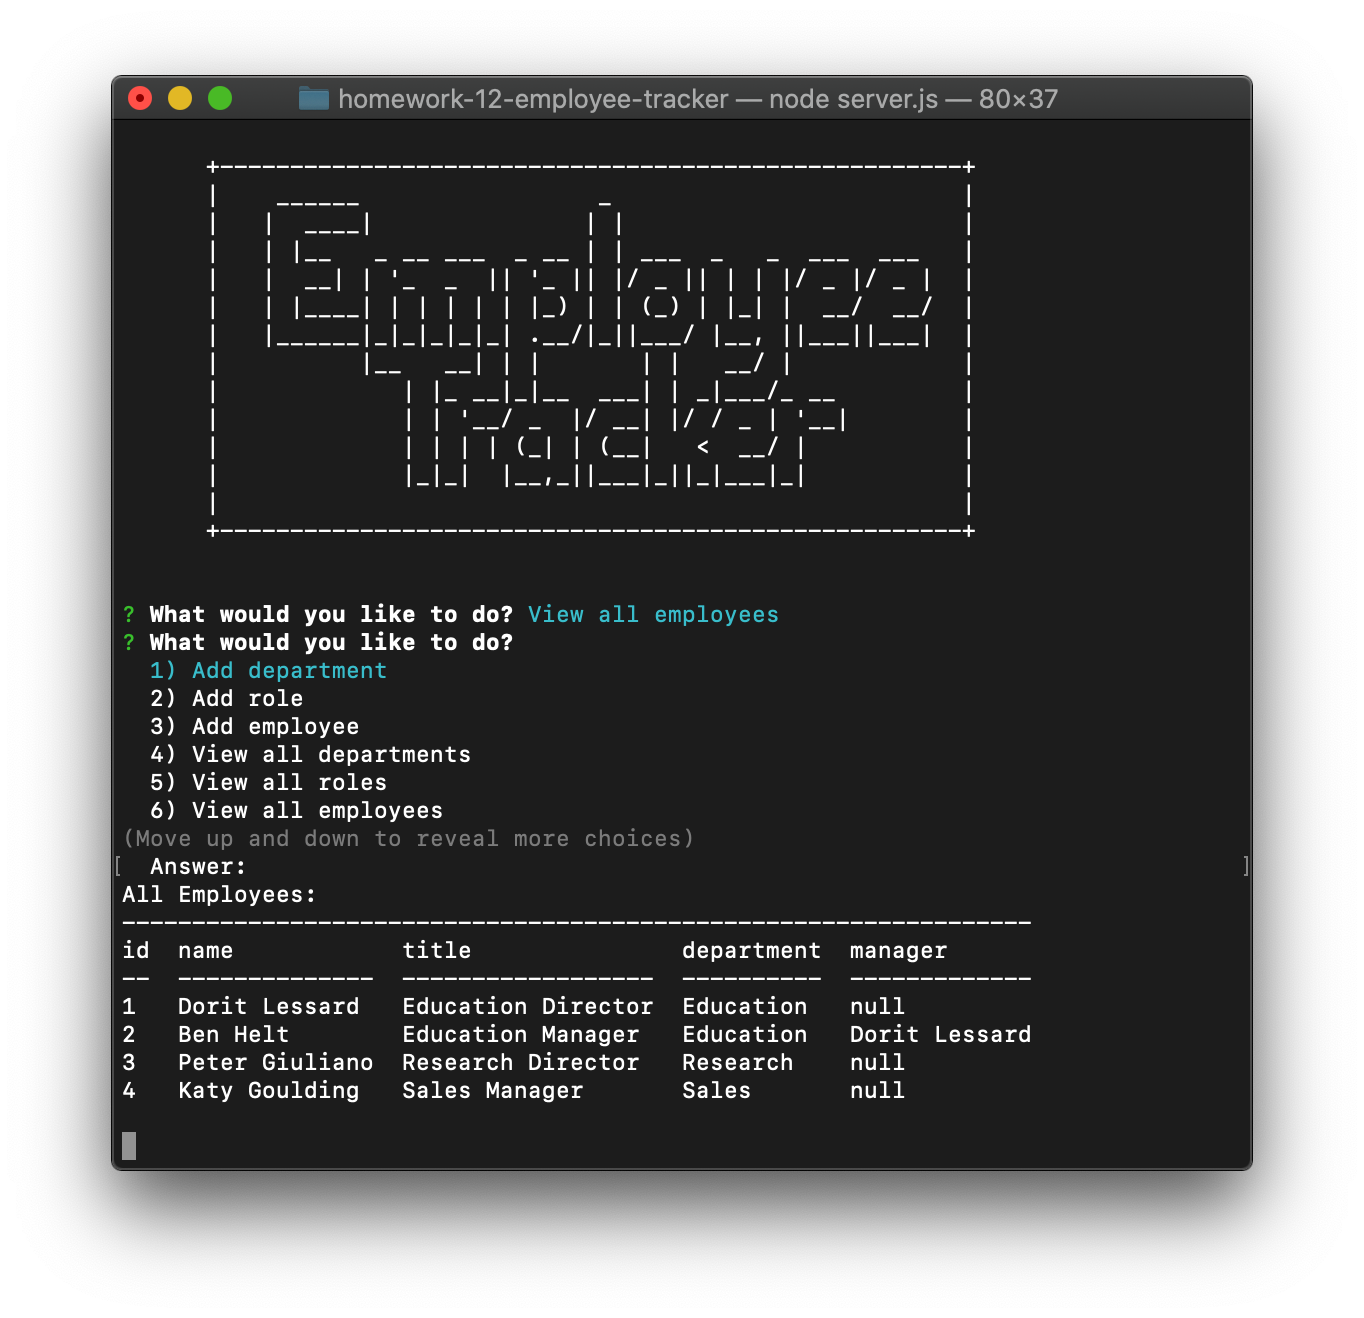 homework-12-employee-tracker — node server.js — 80×37
Employee
Tracker
? What would you like to do? View all employees
? What would you like to do?
1) Add department
2) Add role
3) Add employee
4) View all departments
5) View all roles
6) View all employees
(Move up and down to reveal more choices)
[ Answer: ]
All Employees:
id name title department manager
1 Dorit Lessard Education Director Education null
2 Ben Helt Education Manager Education Dorit Lessard
3 Peter Giuliano Research Director Research null
4 Katy Goulding Sales Manager Sales null